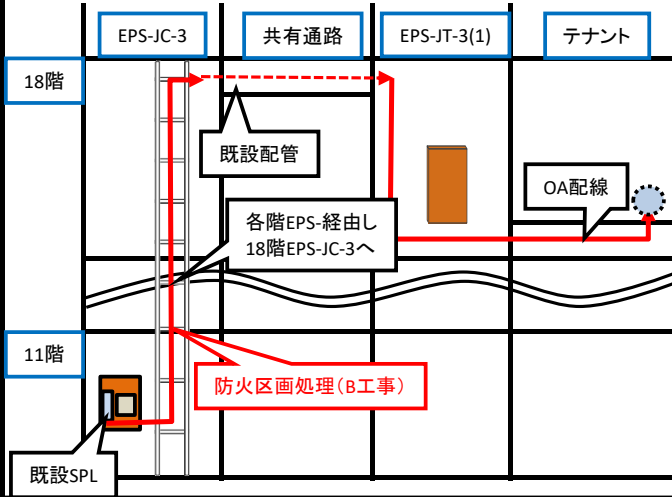 EPS-JC-3
共有通路
EPS-JT-3(1)
テナント
18階
既設配管
OA配線
各階EPS-経由し
18階EPS-JC-3へ
11階
防火区画処理(B工事)
既設SPL